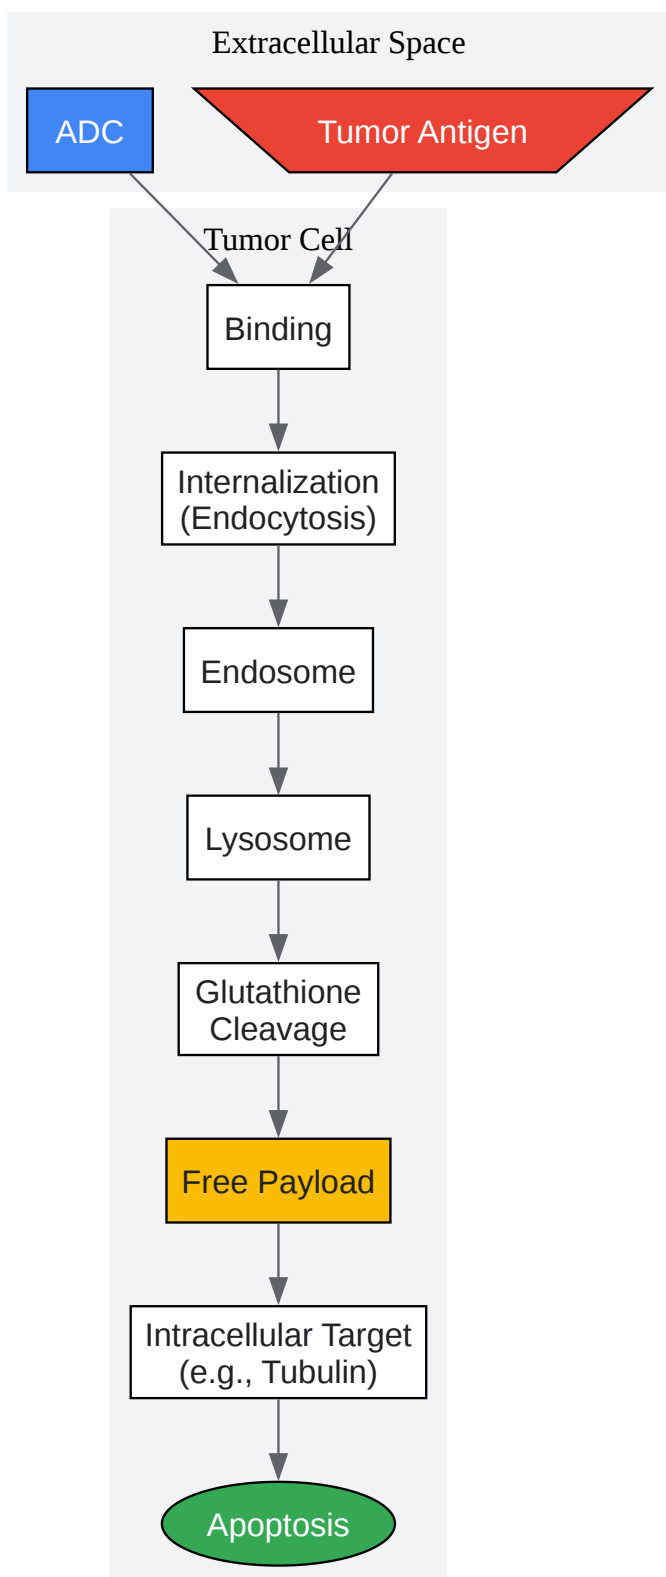 Extracellular Space
ADC
Tumor Antigen
Tumor Cell
Binding
Internalization
(Endocytosis)
Endosome
Lysosome
Glutathione
Cleavage
Free Payload
Intracellular Target
(e.g., Tubulin)
Apoptosis